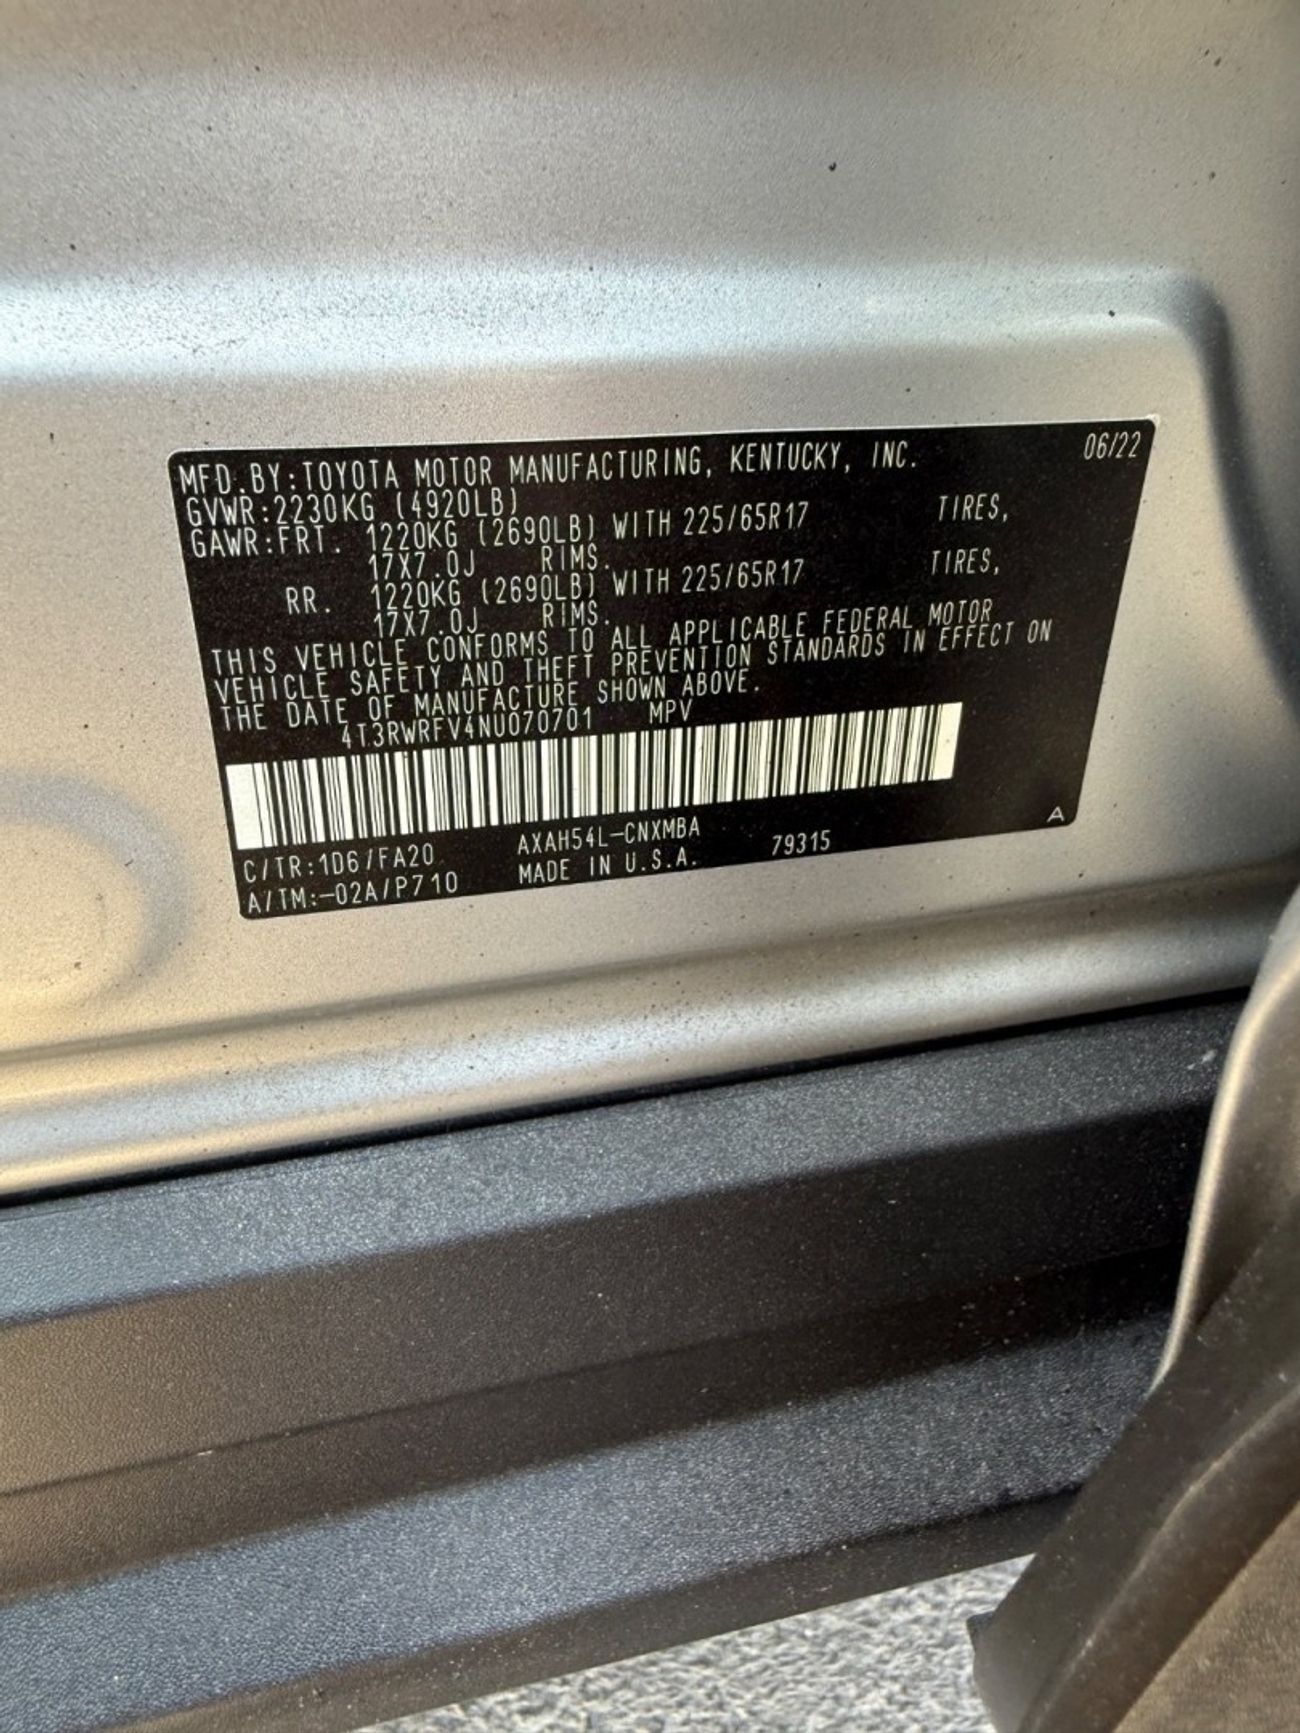 06/22
MFD.BY:TOYOTA MOTOR MANUFACTURING, KENTUCKY, INC.
GVWR:2230KG (4920LB)
GAWR:FRT. 1220KG (2690LB) WITH 225/65R17 TIRES,
17X7.0J RIMS.
RR. 1220KG (2690LB) WITH 225/65R17 TIRES,
17X7.0J RIMS.
THIS VEHICLE CONFORMS TO ALL APPLICABLE FEDERAL MOTOR
VEHICLE SAFETY AND THEFT PREVENTION STANDARDS IN EFFECT ON
THE DATE OF MANUFACTURE SHOWN ABOVE.
4T3RWRFV4NU070701 MPV
C/TR:1D6/FA20 AXAH54L-CNXMBA 79315 A
A/TM:-02A/P710 MADE IN U.S.A.